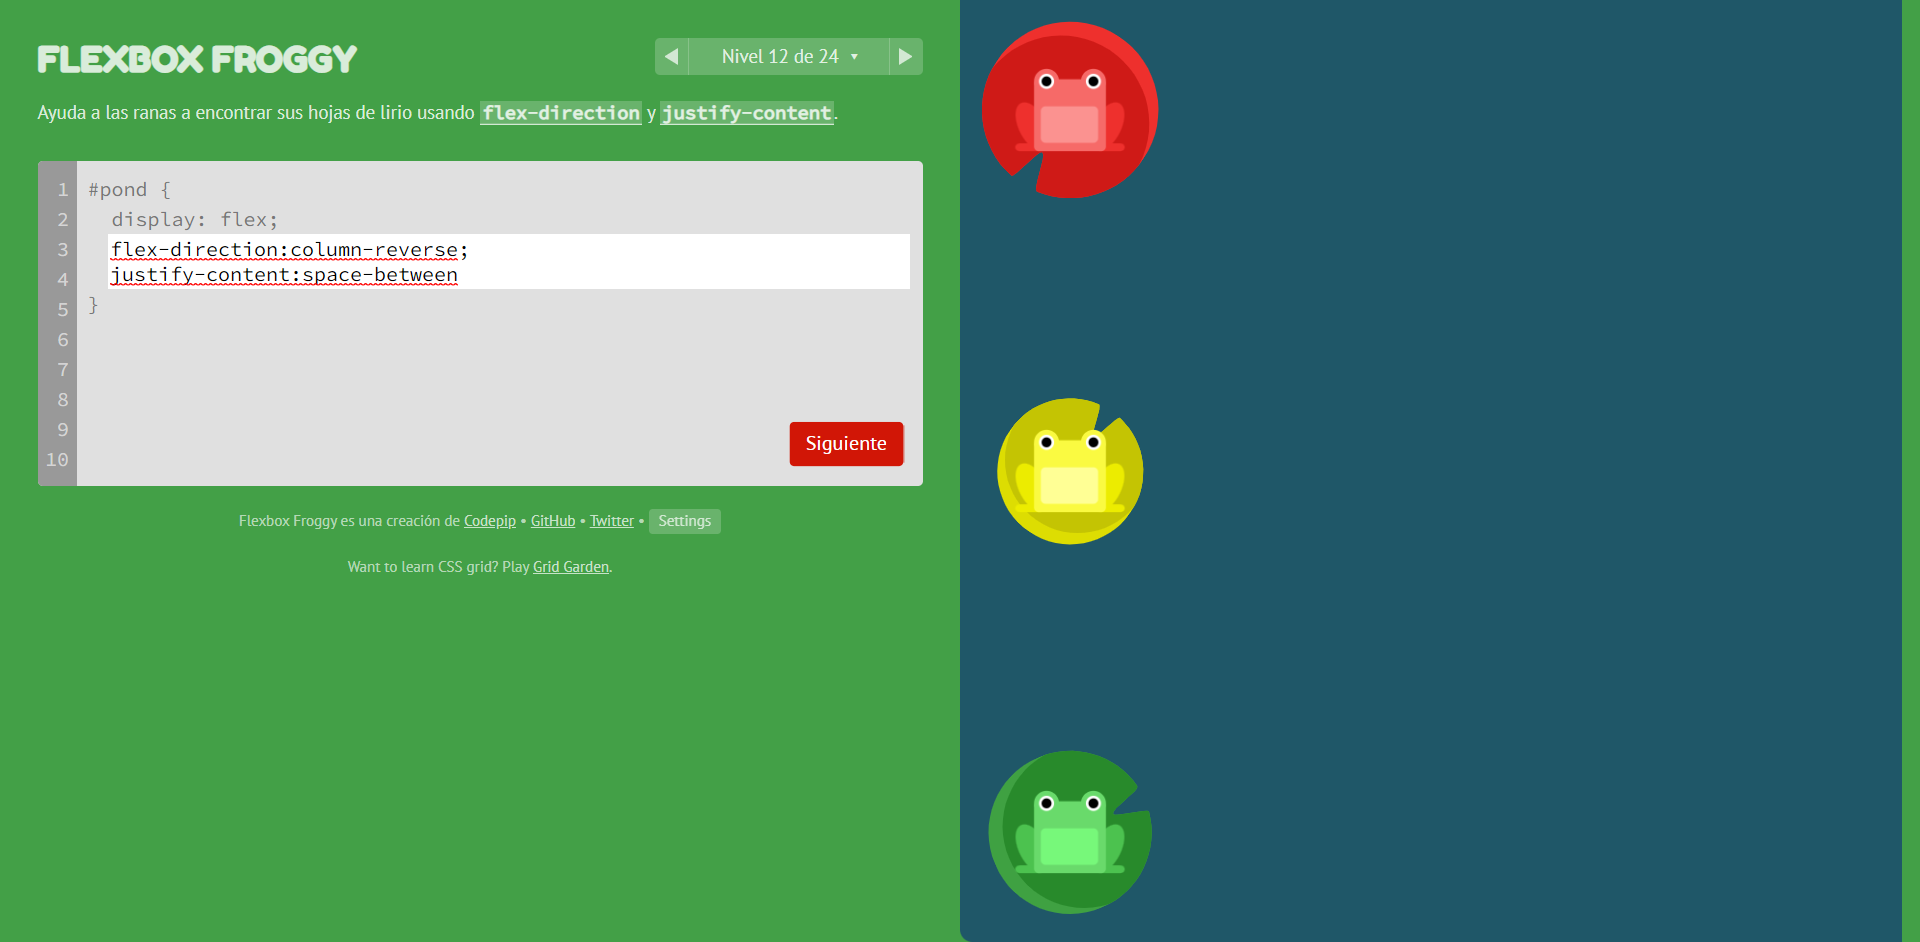 FLEXBOX FROGGY
Nivel 12 de 24
Ayuda a las ranas a encontrar sus hojas de lirio usando flex-direction y justify-content.
1 #pond {
2 display: flex;
3 flex-direction:column-reverse;
4 justify-content:space-between
5 }
6
7
8
9
10
Siguiente
Flexbox Froggy es una creación de Codepip • GitHub • Twitter • Settings
Want to learn CSS grid? Play Grid Garden.